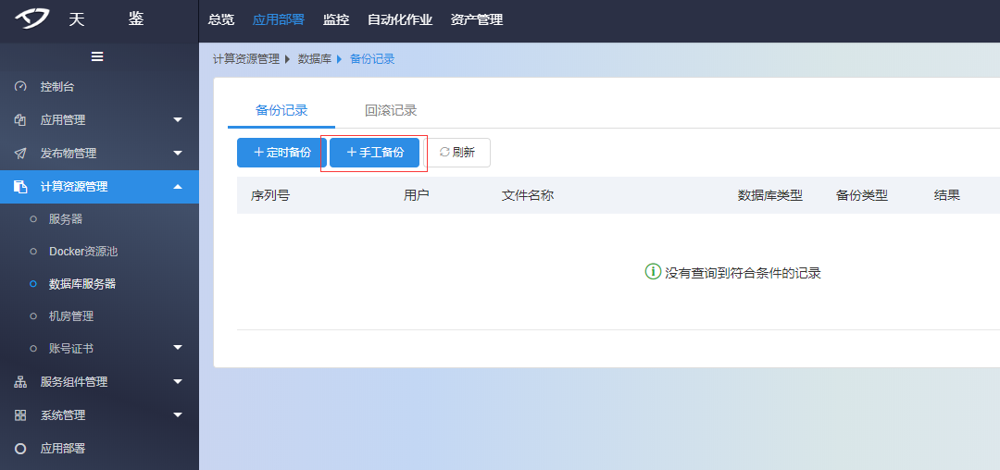 天 鉴
总览 应用部署 监控 自动化作业 资产管理
计算资源管理 数据库 备份记录
控制台
应用管理
发布物管理
计算资源管理
服务器
Docker资源池
数据库服务器
机房管理
账号证书
服务组件管理
系统管理
应用部署
备份记录 回滚记录
定时备份 手工备份 刷新
序列号 用户 文件名称 数据库类型 备份类型 结果
没有查询到符合条件的记录